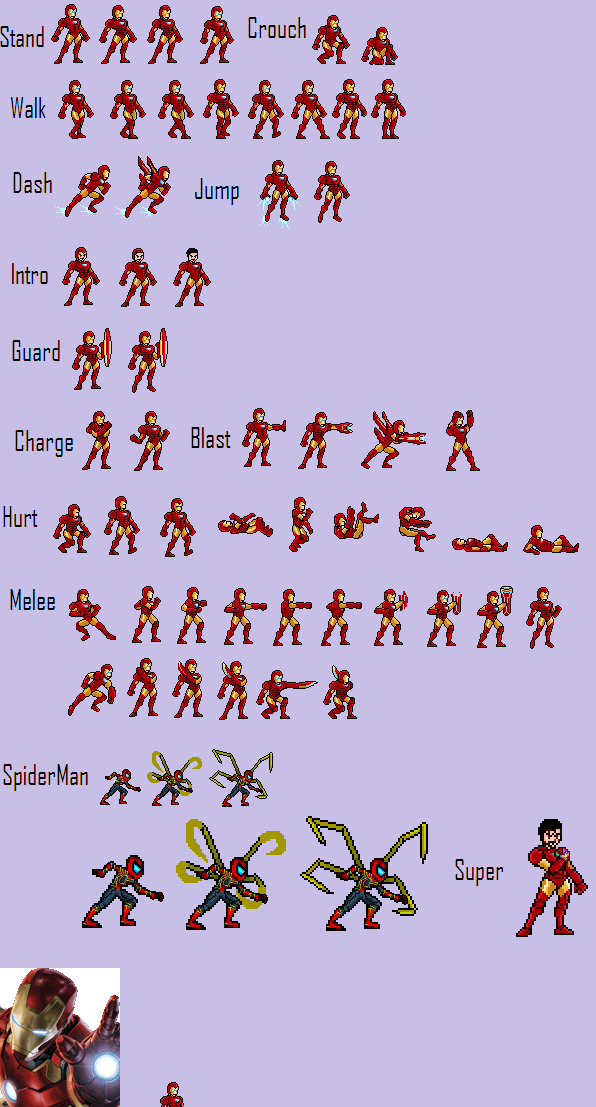 Stand
Crouch
Walk
Dash
Jump
Intro
Guard
Charge
Blast
Hurt
Melee
SpiderMan
Super